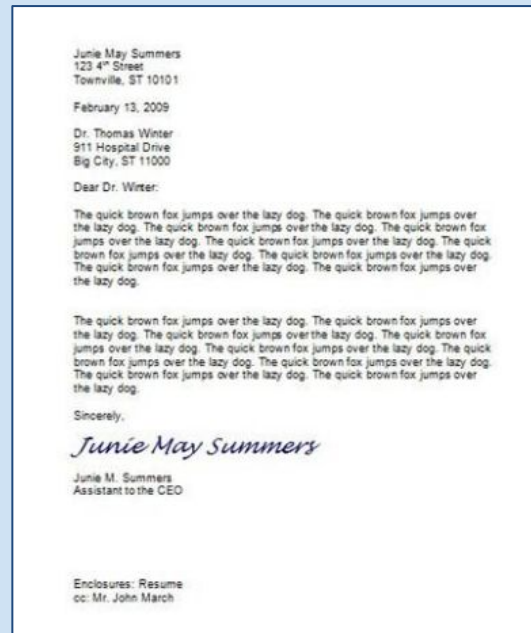 Junie May Summers
123 4th Street
Townville, ST 10101
February 13, 2009
Dr. Thomas Winter
911 Hospital Drive
Big City, ST 11000
Dear Dr. Winter:
The quick brown fox jumps over the lazy dog. The quick brown fox jumps over
the lazy dog. The quick brown fox jumps over the lazy dog. The quick brown fox
jumps over the lazy dog. The quick brown fox jumps over the lazy dog. The quick
brown fox jumps over the lazy dog. The quick brown fox jumps over the lazy dog.
The quick brown fox jumps over the lazy dog. The quick brown fox jumps over
the lazy dog.
The quick brown fox jumps over the lazy dog. The quick brown fox jumps over
the lazy dog. The quick brown fox jumps over the lazy dog. The quick brown fox
jumps over the lazy dog. The quick brown fox jumps over the lazy dog. The quick
brown fox jumps over the lazy dog. The quick brown fox jumps over the lazy dog.
The quick brown fox jumps over the lazy dog. The quick brown fox jumps over
the lazy dog.
Sincerely,
Junie May Summers
Junie M. Summers
Assistant to the CEO
Enclosures: Resume
cc: Mr. John March